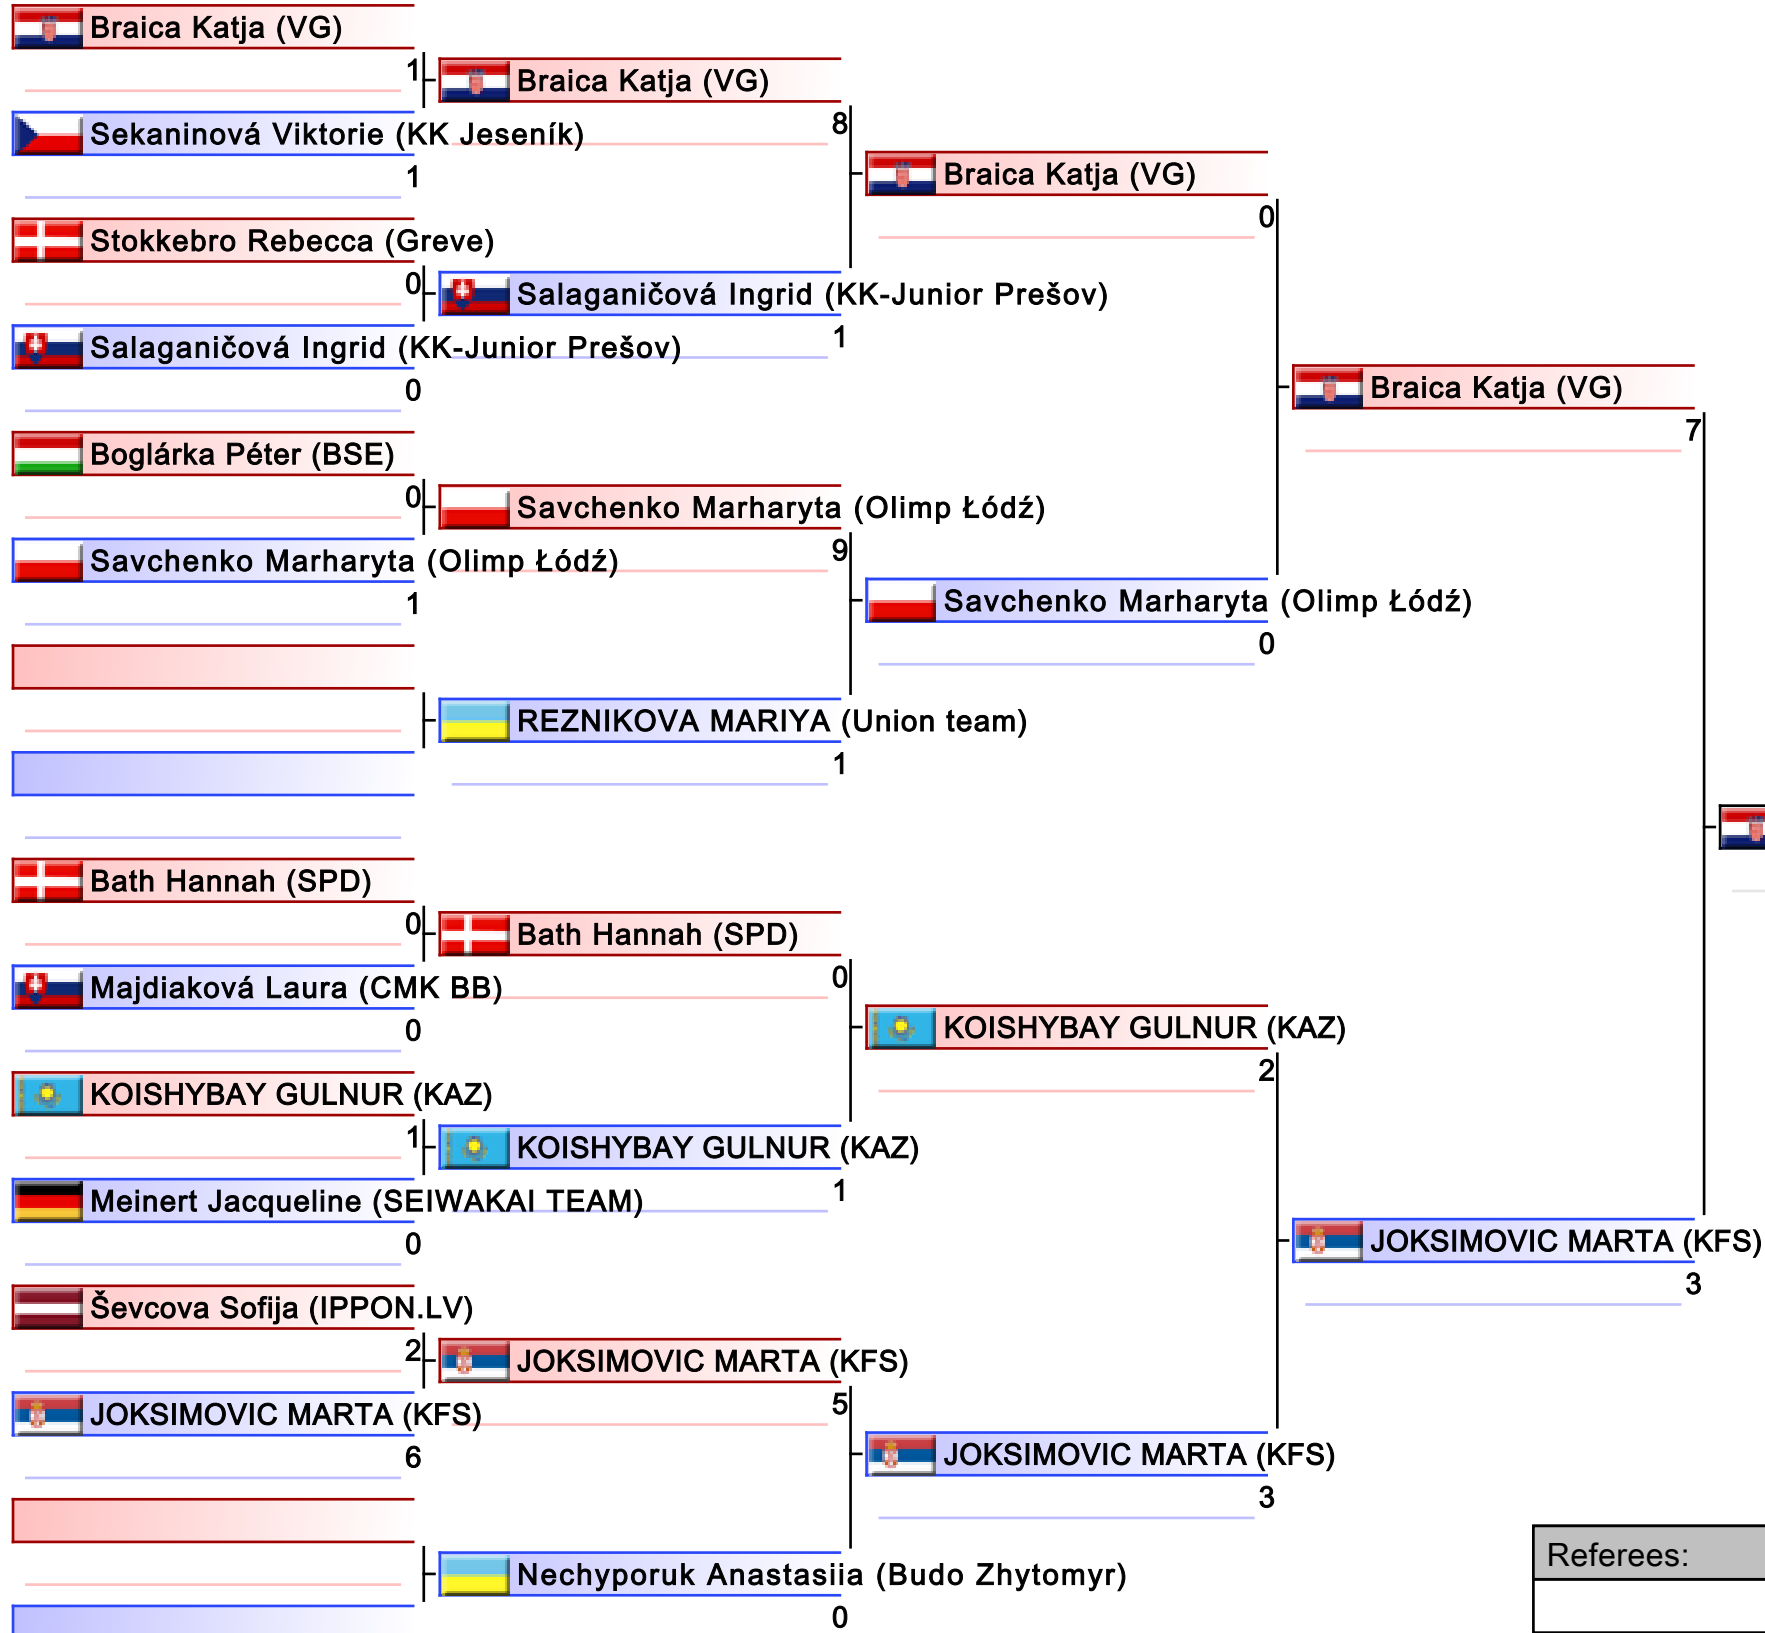 Braica Katja (VG)
1
Sekaninová Viktorie (KK Jeseník)
1
Stokkebro Rebecca (Greve)
0
Salaganičová Ingrid (KK-Junior Prešov)
0
Boglárka Péter (BSE)
0
Savchenko Marharyta (Olimp Łódź)
1
Bath Hannah (SPD)
0
Majdiaková Laura (CMK BB)
0
KOISHYBAY GULNUR (KAZ)
1
Meinert Jacqueline (SEIWAKAI TEAM)
0
Ševcova Sofija (IPPON.LV)
2
JOKSIMOVIC MARTA (KFS)
6
Braica Katja (VG)
8
Salaganičová Ingrid (KK-Junior Prešov)
1
Savchenko Marharyta (Olimp Łódź)
9
REZNIKOVA MARIYA (Union team)
1
Bath Hannah (SPD)
0
KOISHYBAY GULNUR (KAZ)
1
JOKSIMOVIC MARTA (KFS)
5
Nechyporuk Anastasiia (Budo Zhytomyr)
0
Braica Katja (VG)
0
Savchenko Marharyta (Olimp Łódź)
0
KOISHYBAY GULNUR (KAZ)
2
JOKSIMOVIC MARTA (KFS)
3
Braica Katja (VG)
7
JOKSIMOVIC MARTA (KFS)
3
Referees: